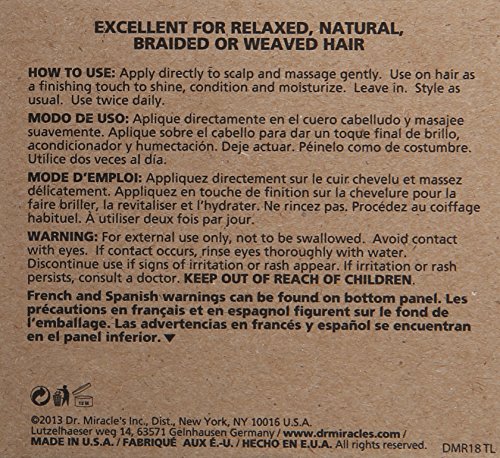 EXCELLENT FOR RELAXED, NATURAL,
BRAIDED OR WEAVED HAIR
HOW TO USE: Apply directly to scalp and massage gently. Use on hair as
a finishing touch to shine, condition and moisturize. Leave in. Style as
usual. Use twice daily.
MODO DE USO: Aplique directamente en el cuero cabelludo y masajee
suavemente. Aplique sobre el cabello para dar un toque final de brillo,
acondicionador y humectación. Deje actuar. Péinelo como de costumbre.
Utilice dos veces al día.
MODE D'EMPLOI: Appliquez directement sur le cuir chevelu et massez
délicatement. Appliquez en touche de finition sur la chevelure pour la
faire briller, la revitaliser et l'hydrater. Ne rincez pas. Procédez au coiffage
habituel. À utiliser deux fois par jour.
WARNING: For external use only, not to be swallowed. Avoid contact
with eyes. If contact occurs, rinse eyes thoroughly with water.
Discontinue use if signs of irritation or rash appear. If irritation or rash
persists, consult a doctor. KEEP OUT OF REACH OF CHILDREN.
French and Spanish warnings can be found on bottom panel. Les
précautions en français et en espagnol figurent sur le fond de
l'emballage. Las advertencias en francés y español se encuentran
en el panel inferior. ▼
©2013 Dr. Miracle's Inc., Dist., New York, NY 10016 U.S.A.
Lutzelhaeser weg 14, 63571 Gelnhausen Germany / www.drmiracles.com
MADE IN U.S.A. / FABRIQUÉ AUX É.-U. / HECHO EN E.U.A.
DMR18 TL